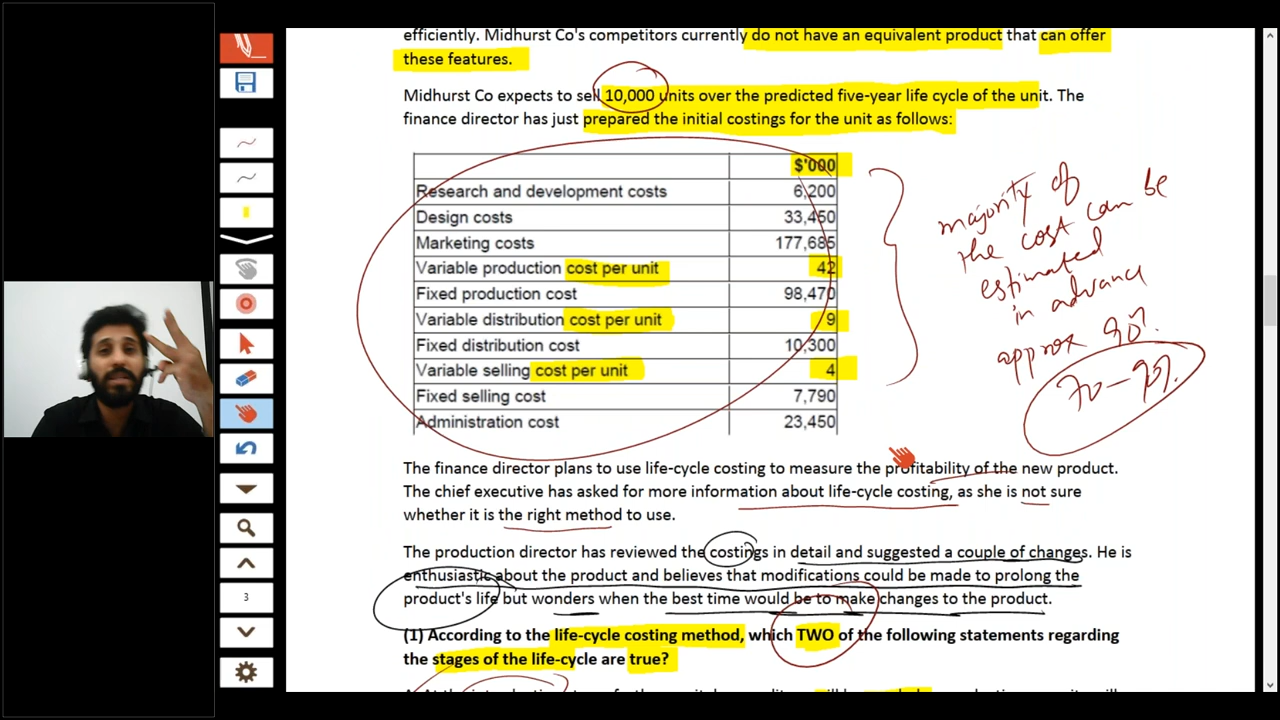 efficiently. Midhurst Co's competitors currently do not have an equivalent product that can offer
these features.
Midhurst Co expects to sell 10,000 units over the predicted five-year life cycle of the unit. The
finance director has just prepared the initial costings for the unit as follows:
$'000
Research and development costs 6,200
Design costs 33,450
Marketing costs 177,685
Variable production cost per unit 42
Fixed production cost 98,470
Variable distribution cost per unit 9
Fixed distribution cost 10,300
Variable selling cost per unit 4
Fixed selling cost 7,790
Administration cost 23,450
majority of
the cost can be
estimated
in advance
approx 90%.
70-90%.
The finance director plans to use life-cycle costing to measure the profitability of the new product.
The chief executive has asked for more information about life-cycle costing, as she is not sure
whether it is the right method to use.
The production director has reviewed the costings in detail and suggested a couple of changes. He is
enthusiastic about the product and believes that modifications could be made to prolong the
product's life but wonders when the best time would be to make changes to the product.
(1) According to the life-cycle costing method, which TWO of the following statements regarding
the stages of the life-cycle are true?
3